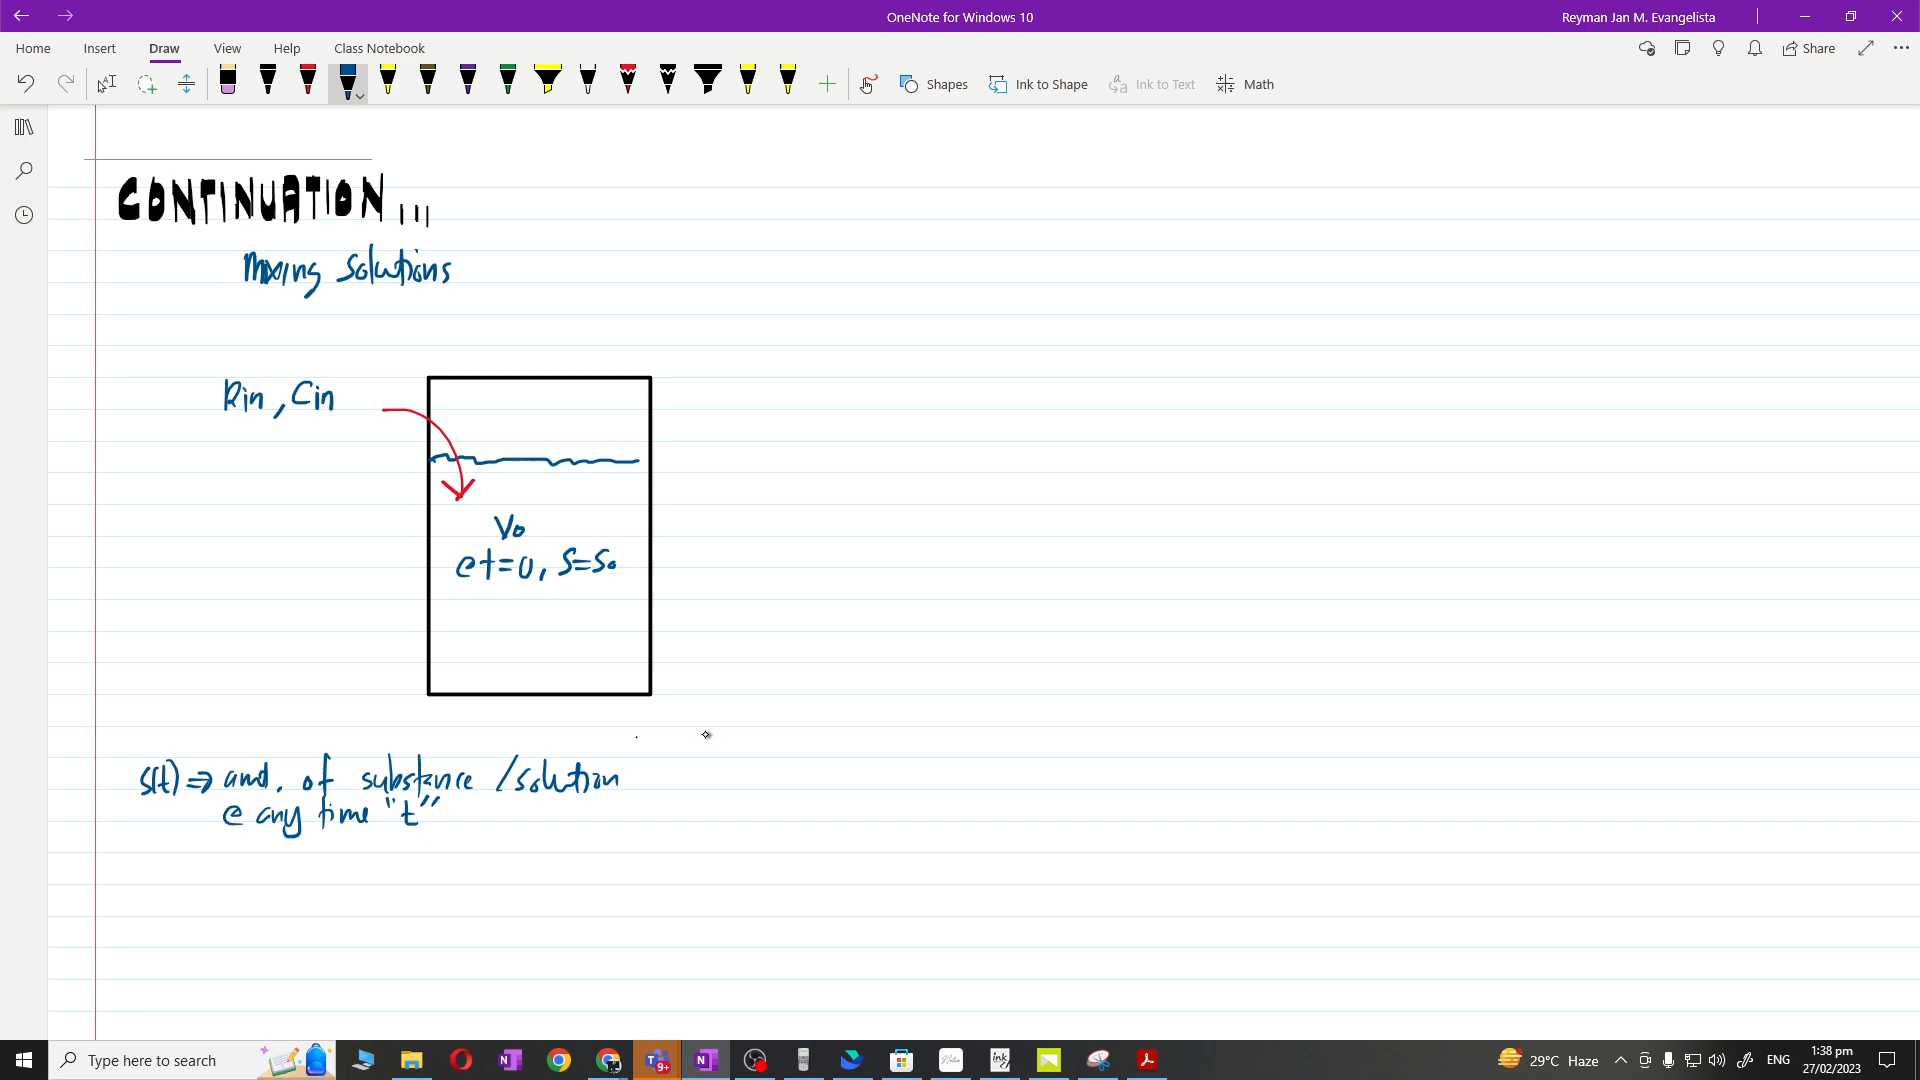 OneNote for Windows 10
Reyman Jan M. Evangelista
Home Insert Draw View Help Class Notebook
Share
Shapes Ink to Shape Ink to Text Math
CONTINUATION...
Mixing Solutions
Rin , Cin
Vo
@ t=0, S=So
S(t) ⇒ amt. of substance /solution
@ any time "t"
Type here to search
9+
29°C Haze
ENG
1:38 pm
27/02/2023